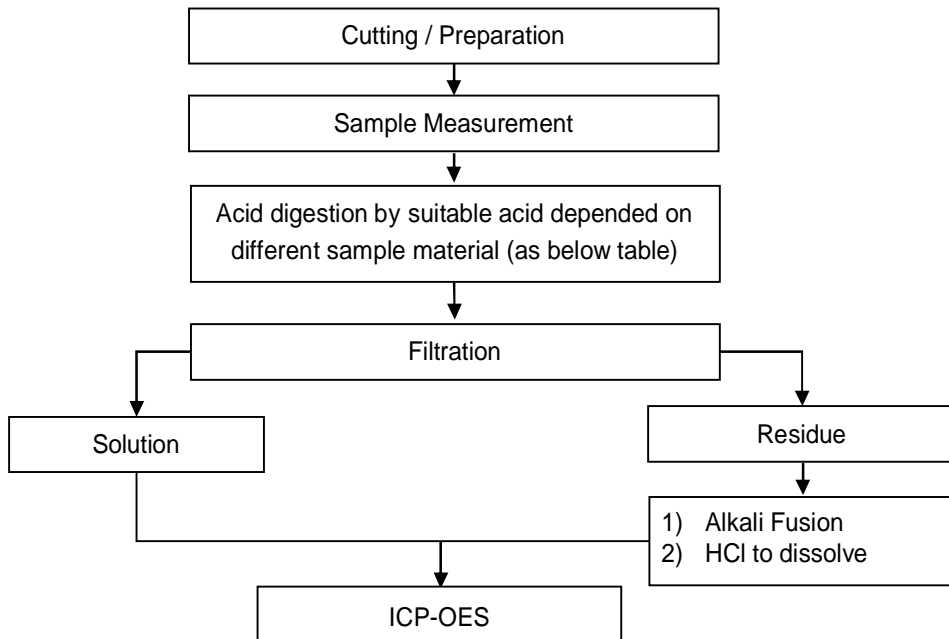 Cutting / Preparation
Sample Measurement
Acid digestion by suitable acid depended on
different sample material (as below table)
Filtration
Solution
Residue
1) Alkali Fusion
2) HCl to dissolve
ICP-OES